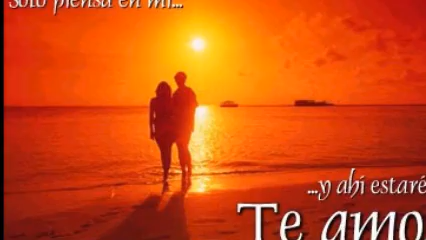 Solo piensa en mi...
...y ahi estaré
Te amo